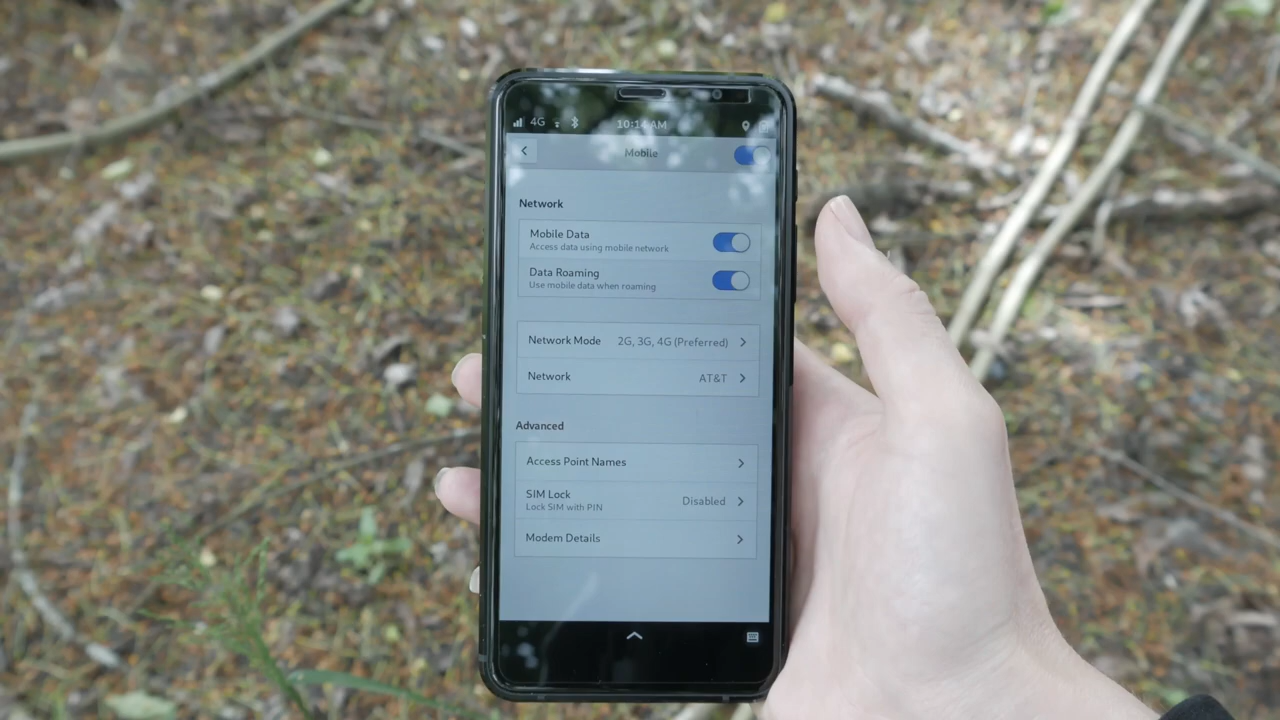 4G 10:14 AM
Mobile
Network
Mobile Data
Access data using mobile network
Data Roaming
Use mobile data when roaming
Network Mode 2G, 3G, 4G (Preferred)
Network AT&T
Advanced
Access Point Names
SIM Lock Disabled
Lock SIM with PIN
Modem Details